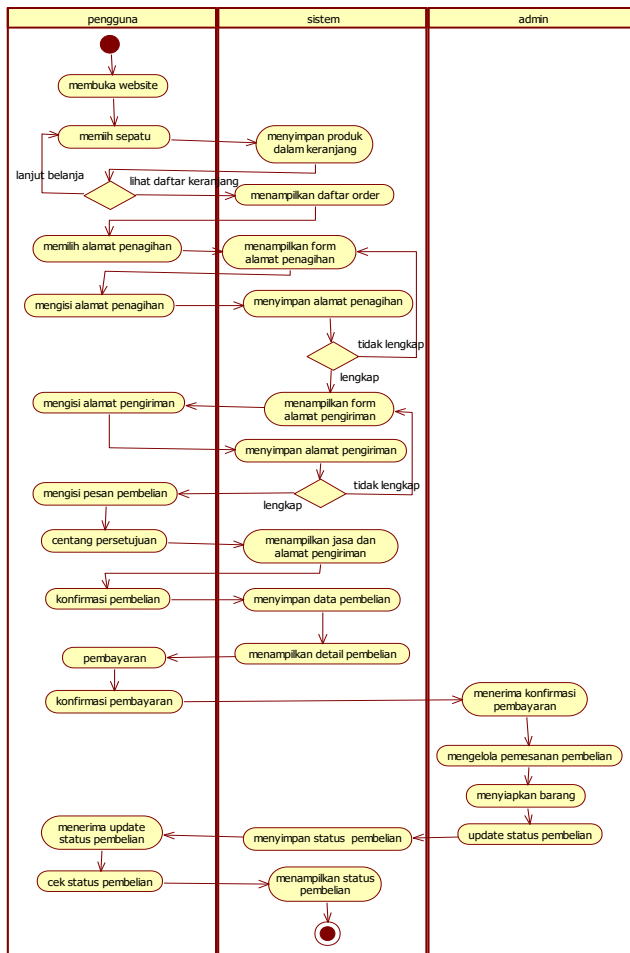 pengguna
sistem
admin
membuka website
memiih sepatu
menyimpan produk
dalam keranjang
lanjut belanja
lihat daftar keranjang
menampilkan daftar order
memilih alamat penagihan
menampilkan form
alamat penagihan
mengisi alamat penagihan
menyimpan alamat penagihan
tidak lengkap
lengkap
mengisi alamat pengiriman
menampilkan form
alamat pengiriman
menyimpan alamat pengiriman
tidak lengkap
lengkap
mengisi pesan pembelian
centang persetujuan
menampilkan jasa dan
alamat pengiriman
konfirmasi pembelian
menyimpan data pembelian
menampilkan detail pembelian
pembayaran
konfirmasi pembayaran
menerima konfirmasi
pembayaran
mengelola pemesanan pembelian
menyiapkan barang
update status pembelian
menyimpan status pembelian
menerima update
status pembelian
cek status pembelian
menampilkan status
pembelian